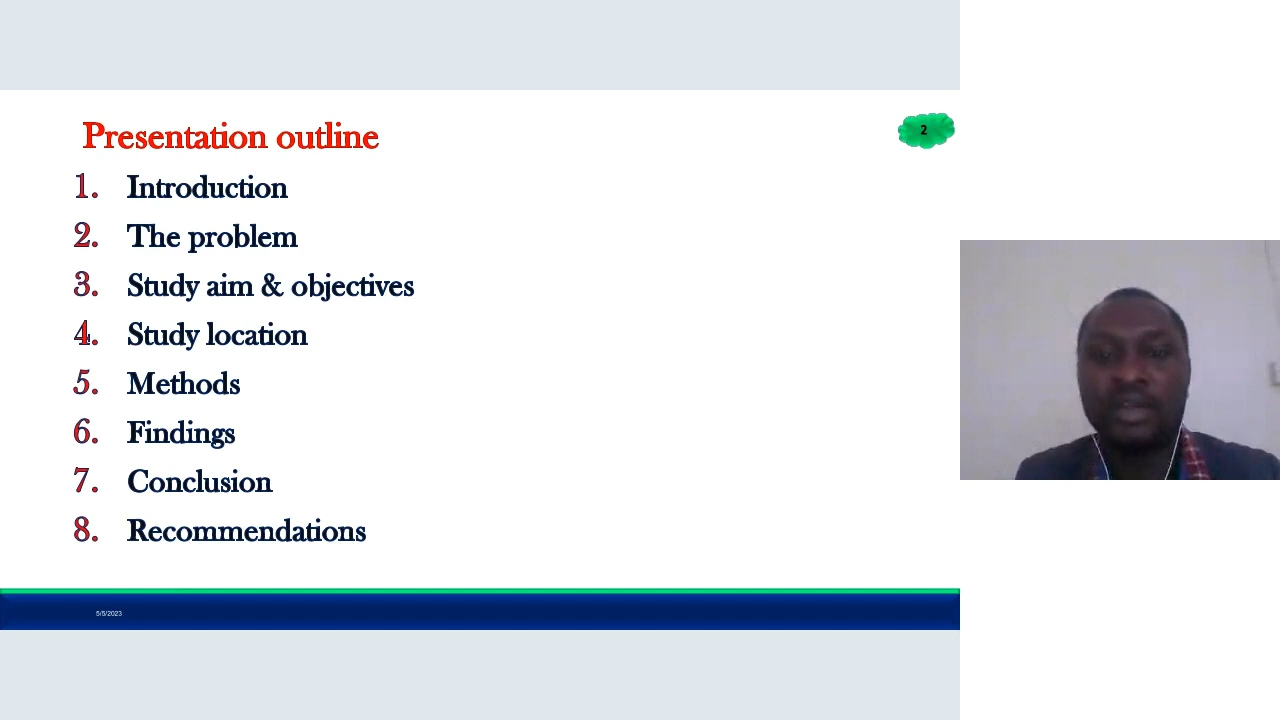 Presentation outline
2
1. Introduction
2. The problem
3. Study aim & objectives
4. Study location
5. Methods
6. Findings
7. Conclusion
8. Recommendations
5/5/2023